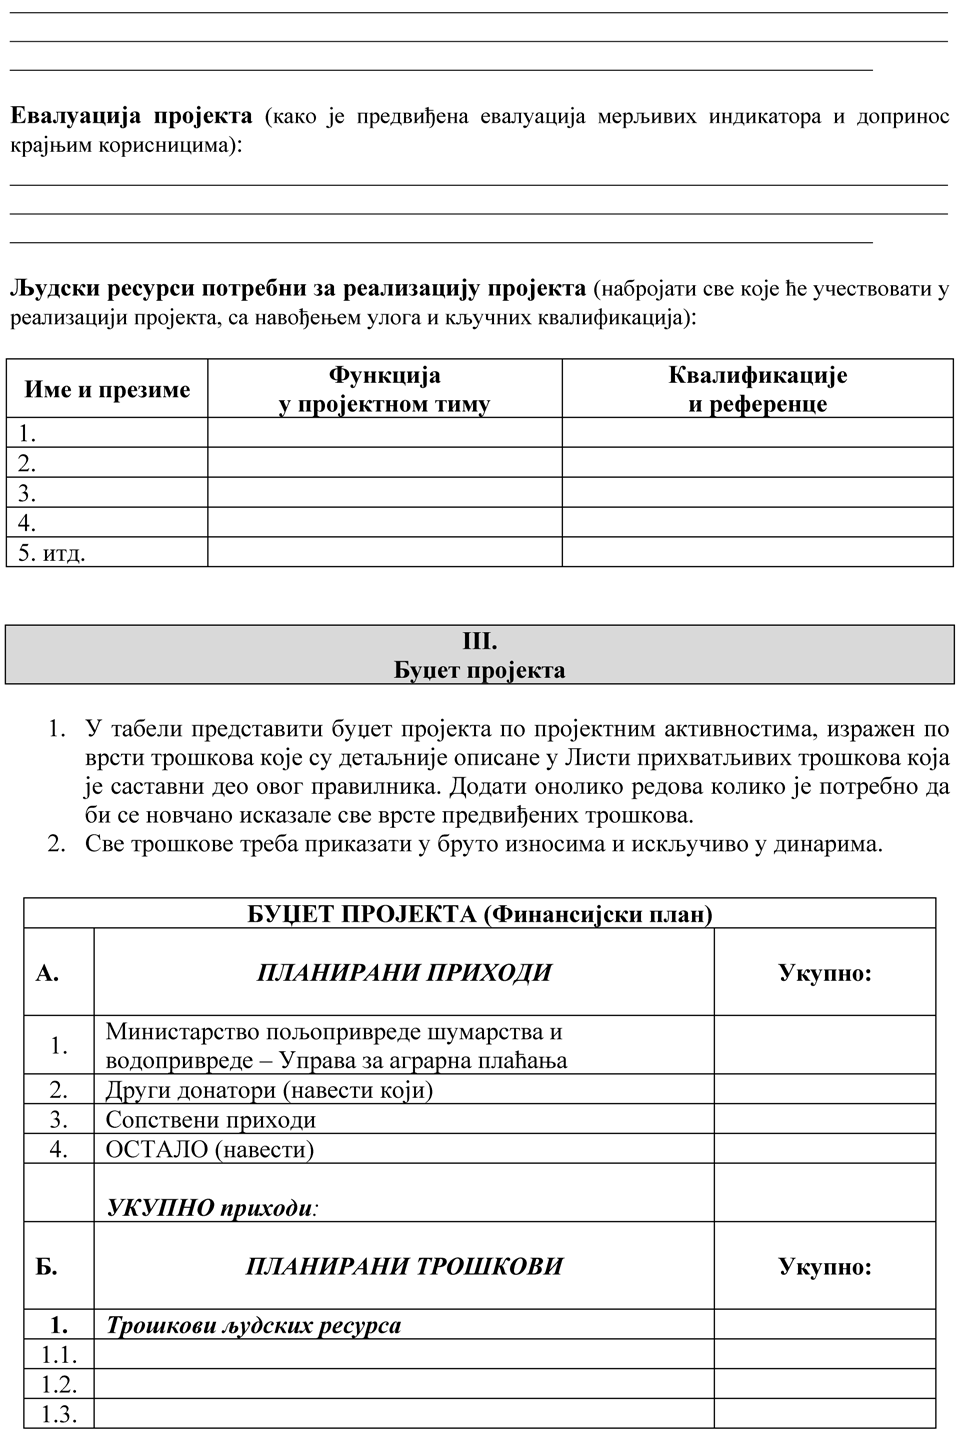 Евалуација пројекта (како је предвиђена евалуација мерљивих индикатора и допринос
крајњим корисницима):
Људски ресурси потребни за реализацију пројекта (набројати све које ће учествовати у
реализацији пројекта, са навођењем улога и кључних квалификација):
Име и презиме
Функција
у пројектном тиму
Квалификације
и референце
1.
2.
3.
4.
5. итд.
III.
Буџет пројекта
1. У табели представити буџет пројекта по пројектним активностима, изражен по
врсти трошкова које су детаљније описане у Листи прихватљивих трошкова која
је саставни део овог правилника. Додати онолико редова колико је потребно да
би се новчано исказале све врсте предвиђених трошкова.
2. Све трошкове треба приказати у бруто износима и искључиво у динарима.
БУЏЕТ ПРОЈЕКТА (Финансијски план)
А. ПЛАНИРАНИ ПРИХОДИ Укупно:
1. Министарство пољопривреде шумарства и
водопривреде – Управа за аграрна плаћања
2. Други донатори (навести који)
3. Сопствени приходи
4. ОСТАЛО (навести)
УКУПНО приходи:
Б. ПЛАНИРАНИ ТРОШКОВИ Укупно:
1. Трошкови људских ресурса
1.1.
1.2.
1.3.